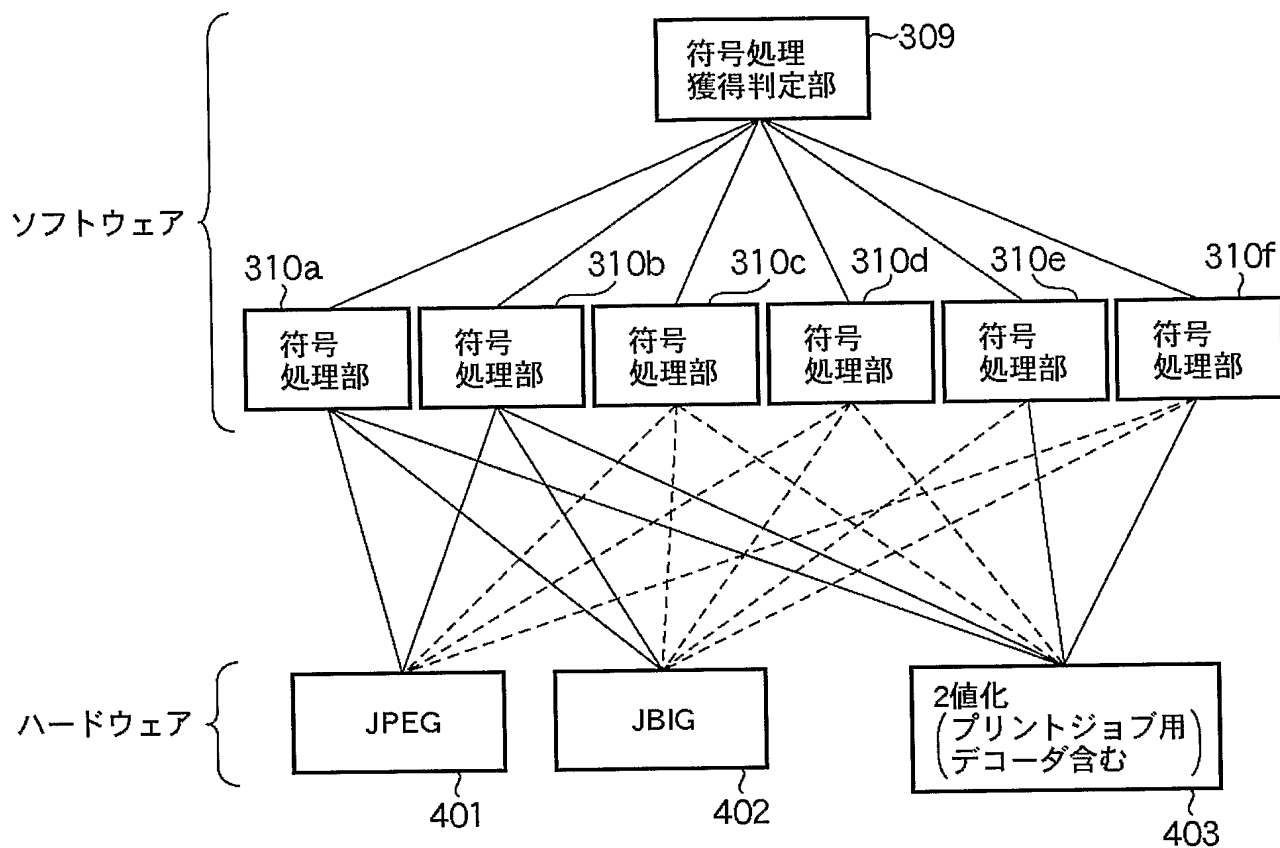 符号処理
獲得判定部
309
ソフトウェア
310a
310b
310c
310d
310e
310f
符号
処理部
符号
処理部
符号
処理部
符号
処理部
符号
処理部
符号
処理部
ハードウェア
JPEG
JBIG
2値化
(プリントジョブ用
デコーダ含む)
401
402
403